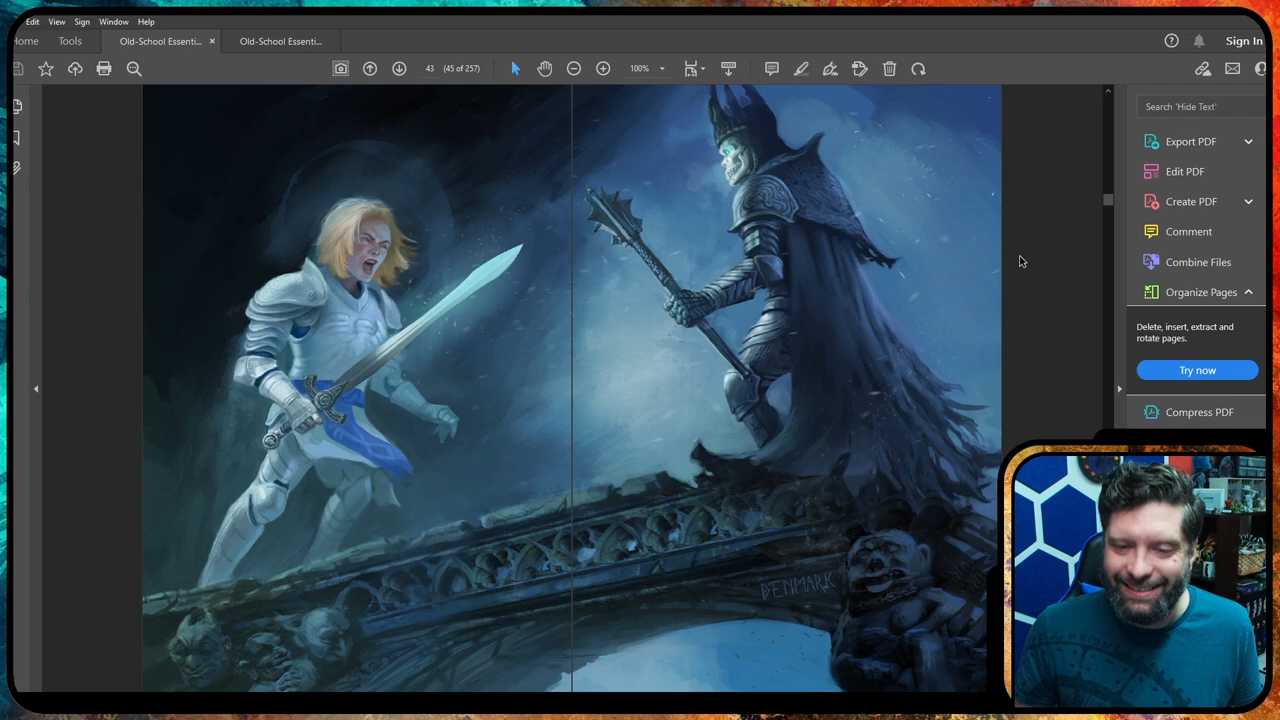 Edit View Sign Window Help
Home Tools Old-School Essenti... × Old-School Essenti... Sign In
43 (45 of 257) 100%
Search 'Hide Text'
Export PDF
Edit PDF
Create PDF
Comment
Combine Files
Organize Pages
Delete, insert, extract and
rotate pages.
Try now
Compress PDF
DENMARK